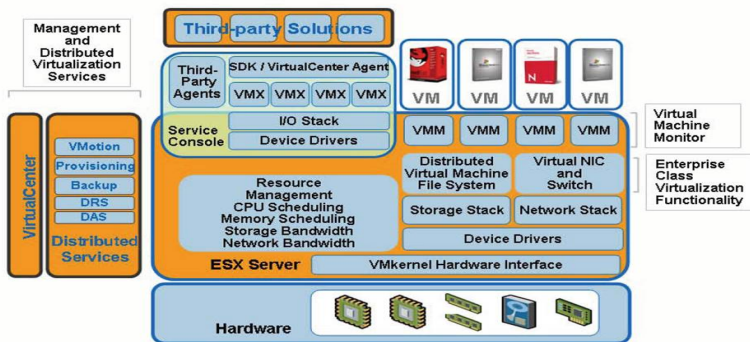 Management
and
Distributed
Virtualization
Services
Third-party Solutions
Third-
Party
Agents
SDK / VirtualCenter Agent
VMX
VMX
VMX
VMX
I/O Stack
Device Drivers
Service
Console
VM
VM
N
VM
VM
VMM
VMM
VMM
VMM
Virtual
Machine
Monitor
VirtualCenter
VMotion
Provisioning
Backup
DRS
DAS
Distributed
Services
Resource
Management
CPU Scheduling
Memory Scheduling
Storage Bandwidth
Network Bandwidth
Distributed
Virtual Machine
File System
Virtual NIC
and
Switch
Enterprise
Class
Virtualization
Functionality
Storage Stack
Network Stack
Device Drivers
ESX Server
VMkernel Hardware Interface
Hardware